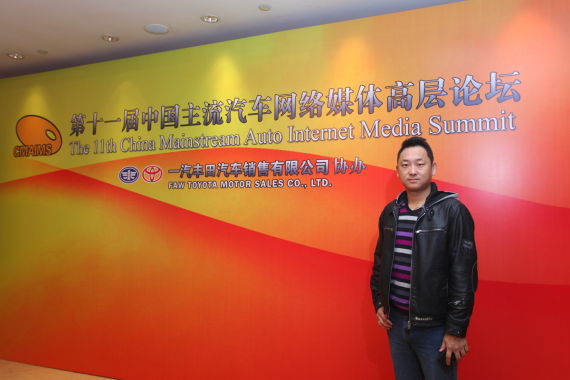 第十一届中国主流汽车网络媒体高层论坛
CMAIMS
The 11th China Mainstream Auto Internet Media Summit
一汽丰田汽车销售有限公司 协办
FAW TOYOTA MOTOR SALES CO., LTD.